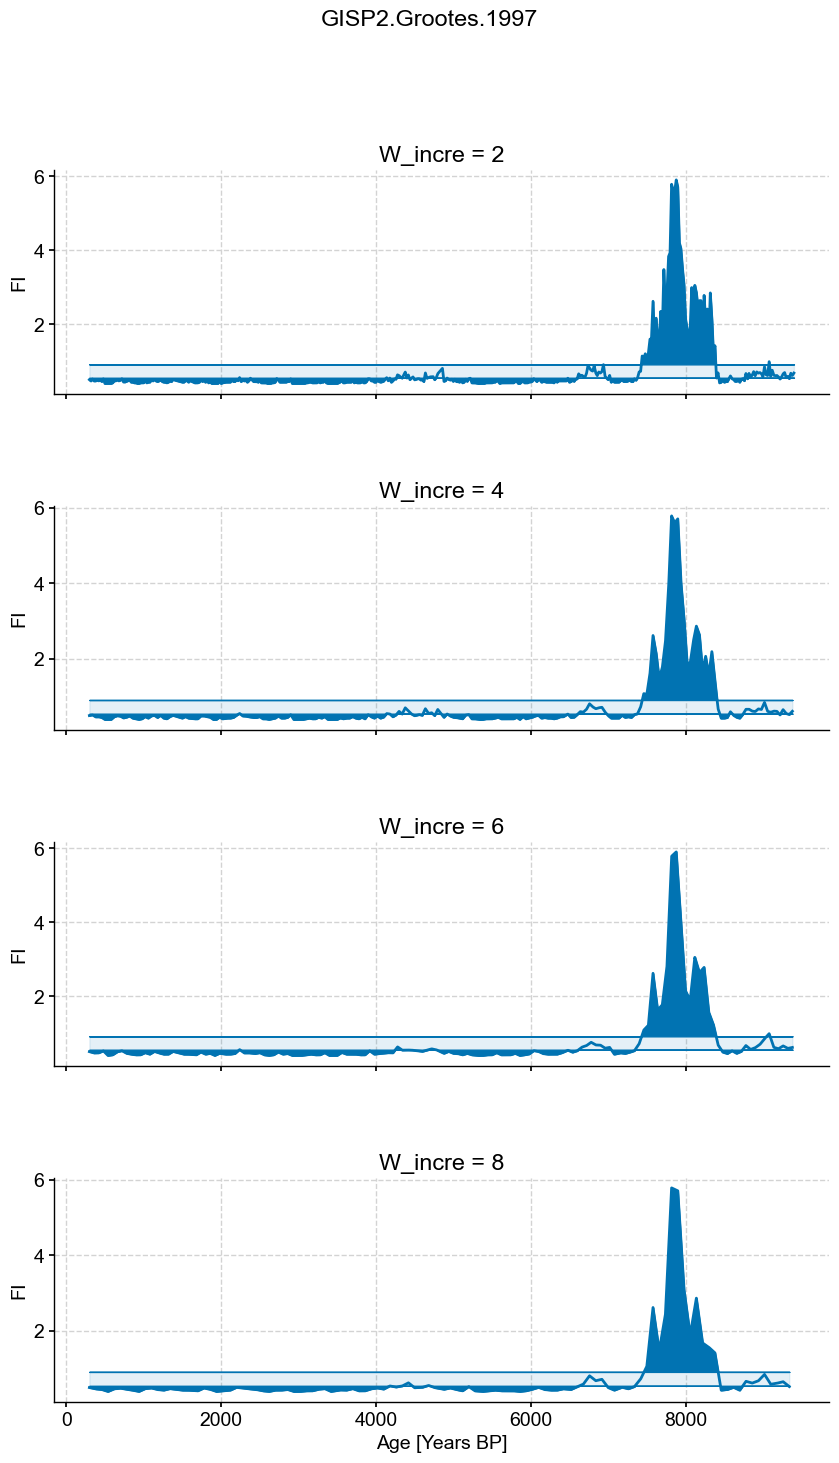 GISP2.Grootes.1997
W_incre = 2
6
4
2
FI
W_incre = 4
6
4
2
FI
W_incre = 6
6
4
2
FI
W_incre = 8
6
4
2
FI
0 2000 4000 6000 8000
Age [Years BP]